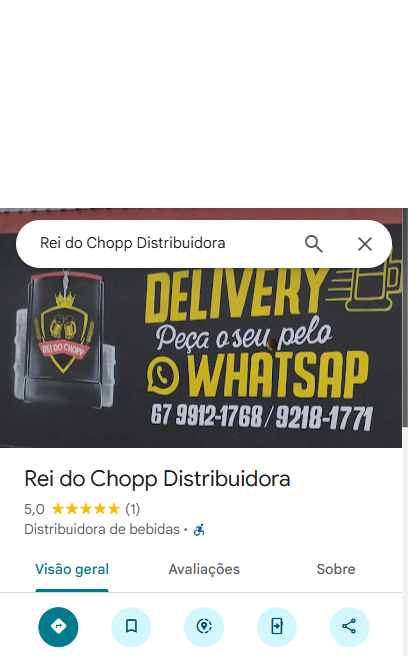 Rei do Chopp Distribuidora
DELIVERY
Peça o seu pelo
WHATSAP
67 9912-1768 / 9218-1771
REI DO CHOPP
Rei do Chopp Distribuidora
5,0 (1)
Distribuidora de bebidas ·
Visão geral Avaliações Sobre